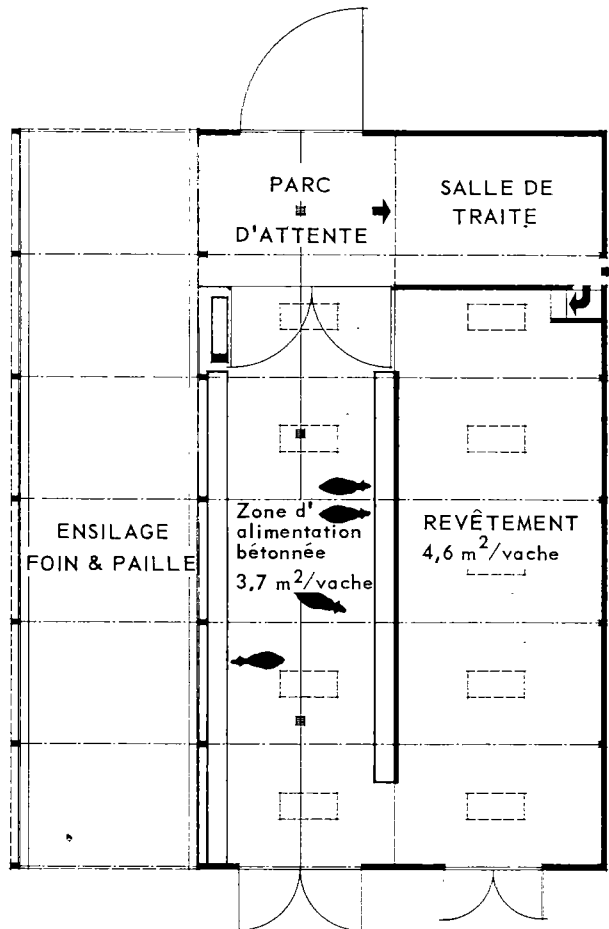 PARC
D'ATTENTE
SALLE DE
TRAITE
ENSILAGE
FOIN & PAILLE
Zone d'
alimentation
bétonnée
3,7 m²/vache
REVÊTEMENT
4,6 m²/vache